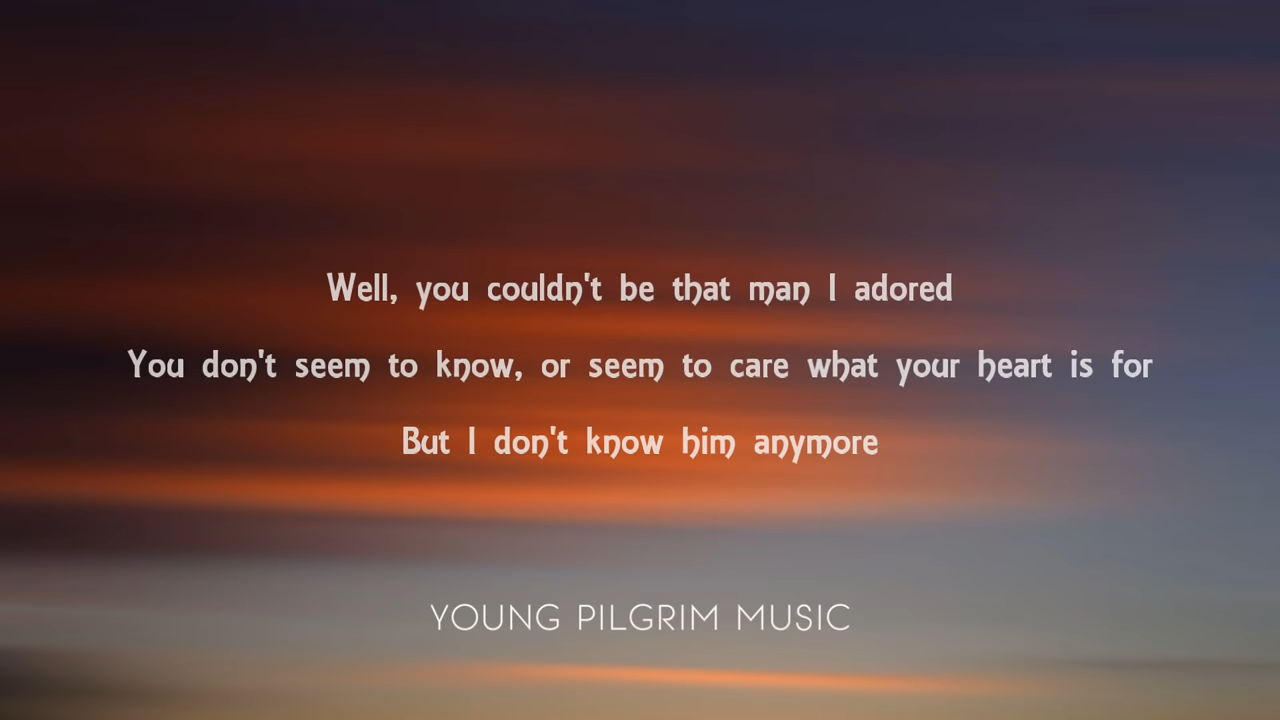 Well, you couldn't be that man I adored
You don't seem to know, or seem to care what your heart is for
But I don't know him anymore
YOUNG PILGRIM MUSIC